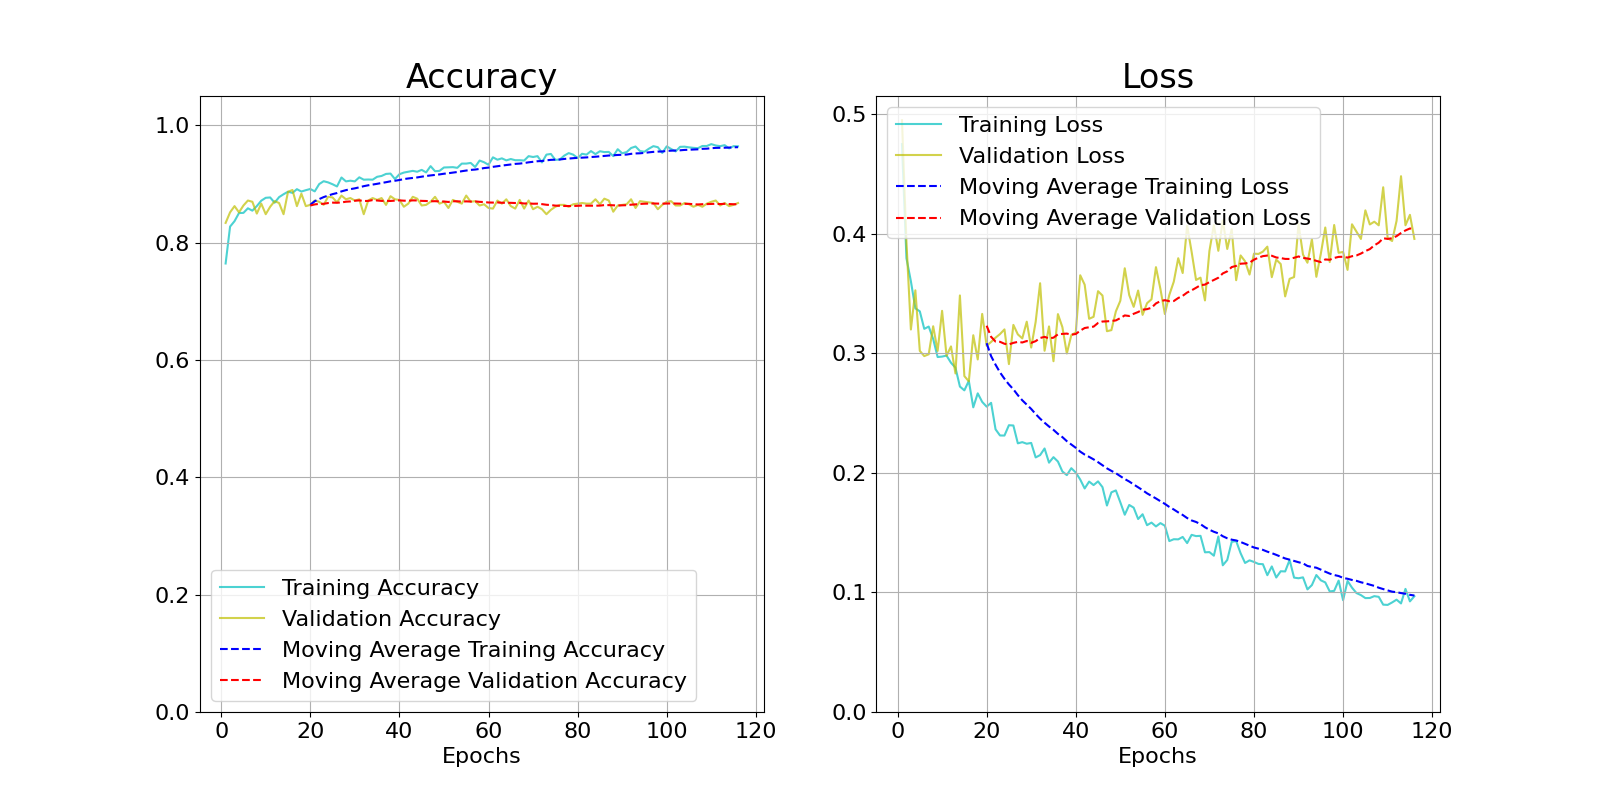 Accuracy
1.0
0.8
0.6
0.4
0.2
0.0
Training Accuracy
Validation Accuracy
Moving Average Training Accuracy
Moving Average Validation Accuracy
0 20 40 60 80 100 120
Epochs
Loss
0.5
0.4
0.3
0.2
0.1
0.0
Training Loss
Validation Loss
Moving Average Training Loss
Moving Average Validation Loss
0 20 40 60 80 100 120
Epochs